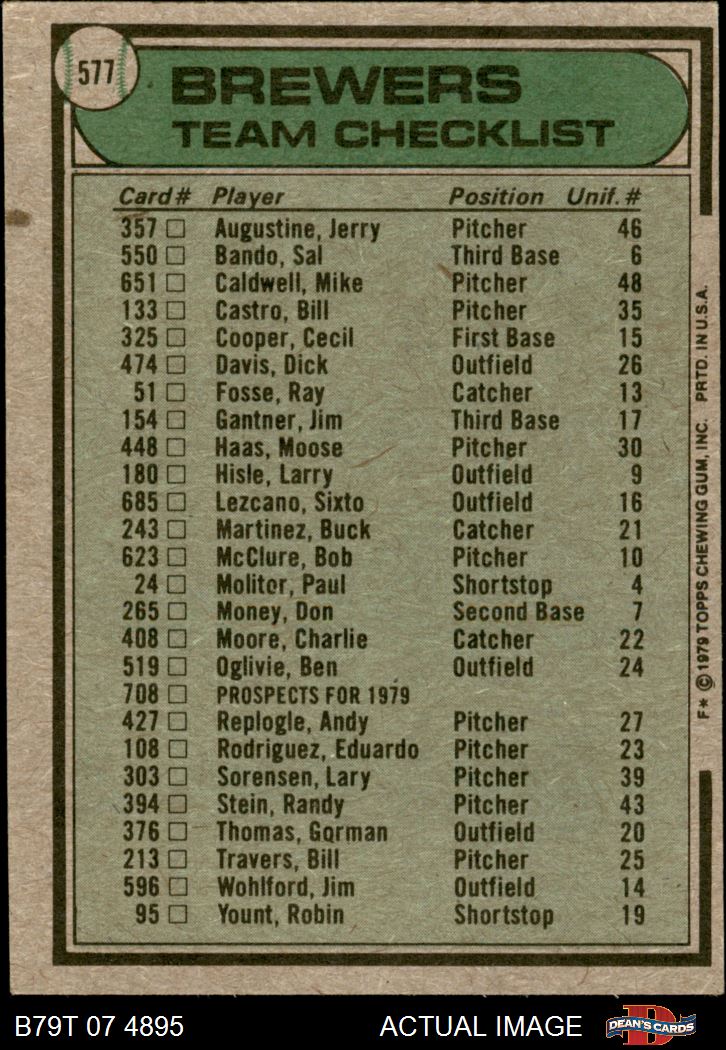 577
BREWERS
TEAM CHECKLIST
Card# Player Position Unif. #
357 □ Augustine, Jerry Pitcher 46
550 □ Bando, Sal Third Base 6
651 □ Caldwell, Mike Pitcher 48
133 □ Castro, Bill Pitcher 35
325 □ Cooper, Cecil First Base 15
474 □ Davis, Dick Outfield 26
51 □ Fosse, Ray Catcher 13
154 □ Gantner, Jim Third Base 17
448 □ Haas, Moose Pitcher 30
180 □ Hisle, Larry Outfield 9
685 □ Lezcano, Sixto Outfield 16
243 □ Martinez, Buck Catcher 21
623 □ McClure, Bob Pitcher 10
24 □ Molitor, Paul Shortstop 4
265 □ Money, Don Second Base 7
408 □ Moore, Charlie Catcher 22
519 □ Oglivie, Ben Outfield 24
708 □ PROSPECTS FOR 1979
427 □ Replogle, Andy Pitcher 27
108 □ Rodriguez, Eduardo Pitcher 23
303 □ Sorensen, Lary Pitcher 39
394 □ Stein, Randy Pitcher 43
376 □ Thomas, Gorman Outfield 20
213 □ Travers, Bill Pitcher 25
596 □ Wohlford, Jim Outfield 14
95 □ Yount, Robin Shortstop 19
F* © 1979 TOPPS CHEWING GUM, INC. PRTD. IN U.S.A.
B79T 07 4895 ACTUAL IMAGE
D
DEAN'S CARDS